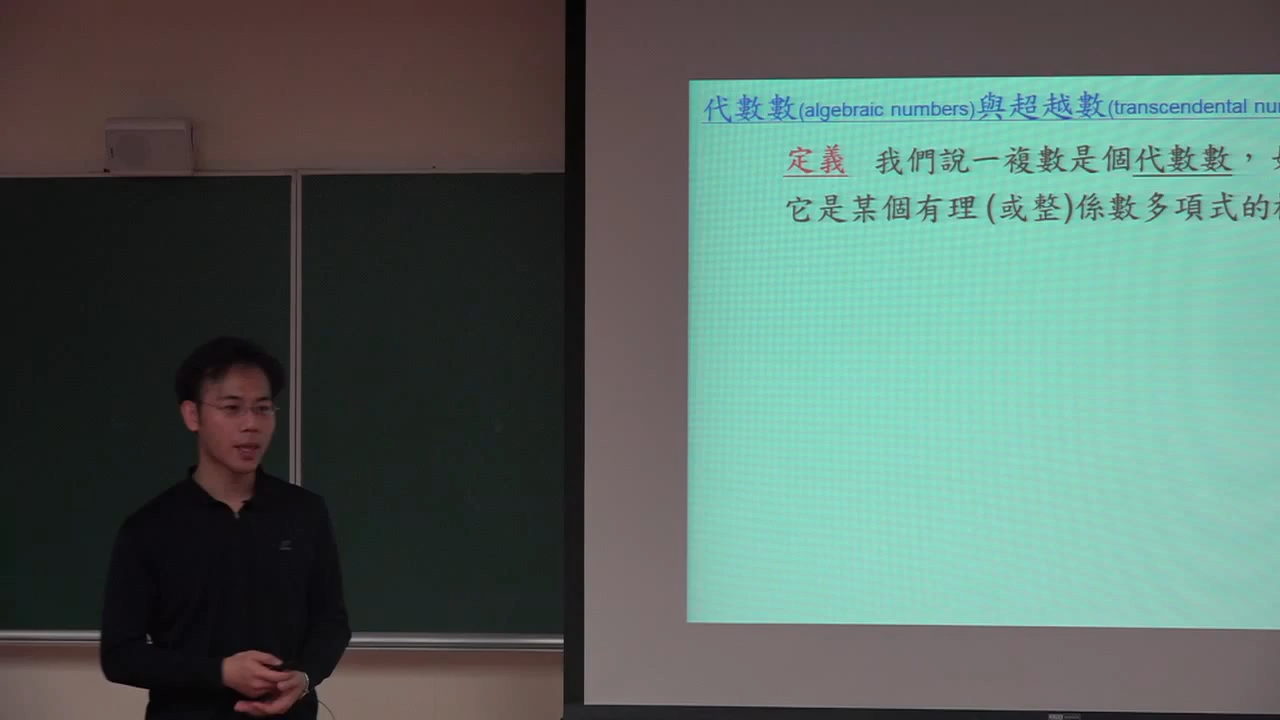 代數數(algebraic numbers)與超越數(transcendental
定義 我們說一複數是個代數數，
它是某個有理(或整)係數多項式的